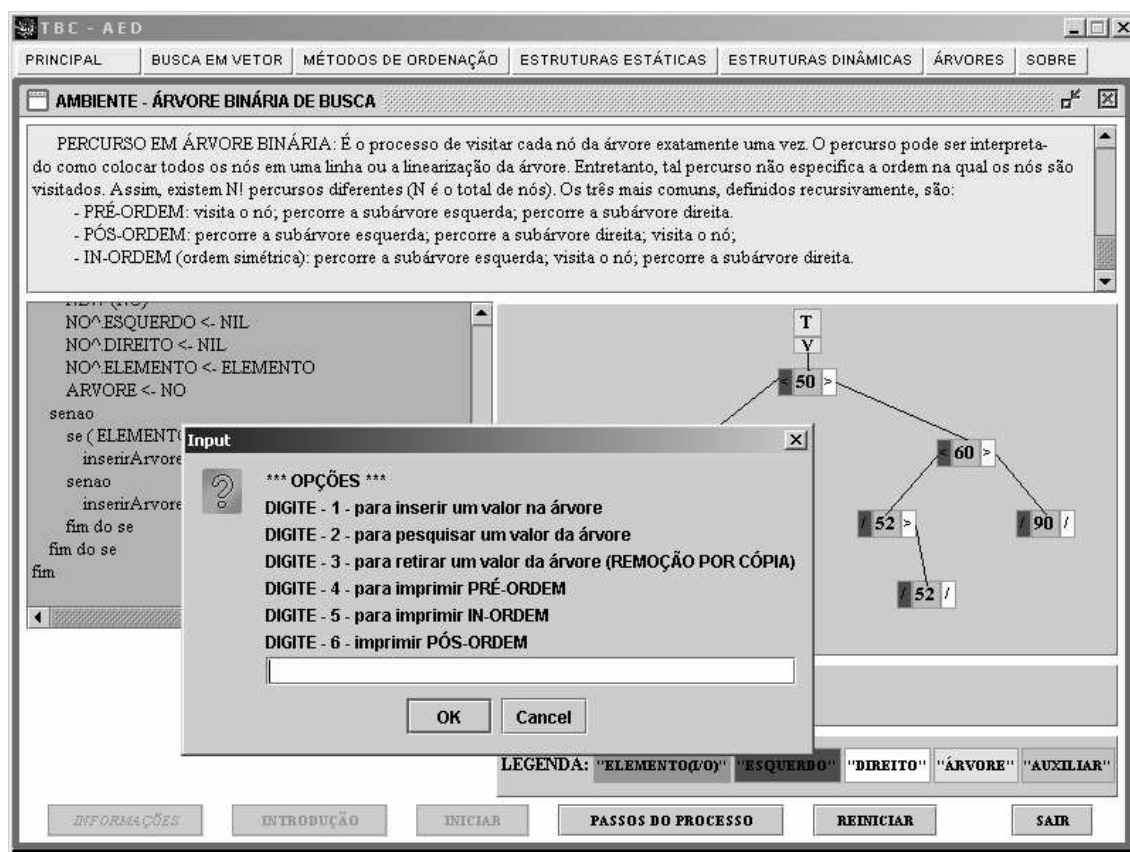 TBC - AED
PRINCIPAL BUSCA EM VETOR MÉTODOS DE ORDENAÇÃO ESTRUTURAS ESTÁTICAS ESTRUTURAS DINÂMICAS ÁRVORES SOBRE
AMBIENTE - ÁRVORE BINÁRIA DE BUSCA
PERCURSO EM ÁRVORE BINÁRIA: É o processo de visitar cada nó da árvore exatamente uma vez. O percurso pode ser interpreta-
do como colocar todos os nós em uma linha ou a linearização da árvore. Entretanto, tal percurso não especifica a ordem na qual os nós são
visitados. Assim, existem N! percursos diferentes (N é o total de nós). Os três mais comuns, definidos recursivamente, são:
- PRÉ-ORDEM: visita o nó; percorre a subárvore esquerda; percorre a subárvore direita.
- PÓS-ORDEM: percorre a subárvore esquerda; percorre a subárvore direita; visita o nó;
- IN-ORDEM (ordem simétrica): percorre a subárvore esquerda; visita o nó; percorre a subárvore direita.
NO^.ESQUERDO <- NIL
NO^.DIREITO <- NIL
NO^.ELEMENTO <- ELEMENTO
ARVORE <- NO
senao
se ( ELEMENTO
inserirArvore
senao
inserirArvore
fim do se
fim do se
fim
T
V
< 50 >
< 60 >
/ 52 >
/ 90 /
/ 52 /
Input
*** OPÇÕES ***
DIGITE - 1 - para inserir um valor na árvore
DIGITE - 2 - para pesquisar um valor da árvore
DIGITE - 3 - para retirar um valor da árvore (REMOÇÃO POR CÓPIA)
DIGITE - 4 - para imprimir PRÉ-ORDEM
DIGITE - 5 - para imprimir IN-ORDEM
DIGITE - 6 - imprimir PÓS-ORDEM
OK Cancel
LEGENDA: "ELEMENTO(I/O)" "ESQUERDO" "DIREITO" "ÁRVORE" "AUXILIAR"
INFORMAÇÕES INTRODUÇÃO INICIAR PASSOS DO PROCESSO REINICIAR SAIR